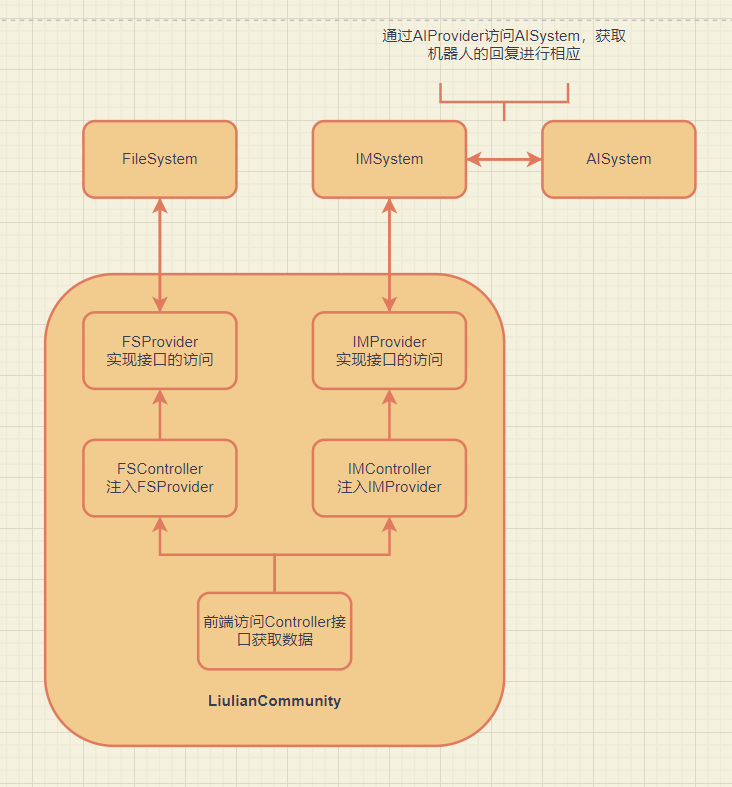 通过AIProvider访问AISystem，获取
机器人的回复进行相应
FileSystem
IMSystem
AISystem
FSProvider
实现接口的访问
IMProvider
实现接口的访问
FSController
注入FSProvider
IMController
注入IMProvider
前端访问Controller接
口获取数据
LiulianCommunity